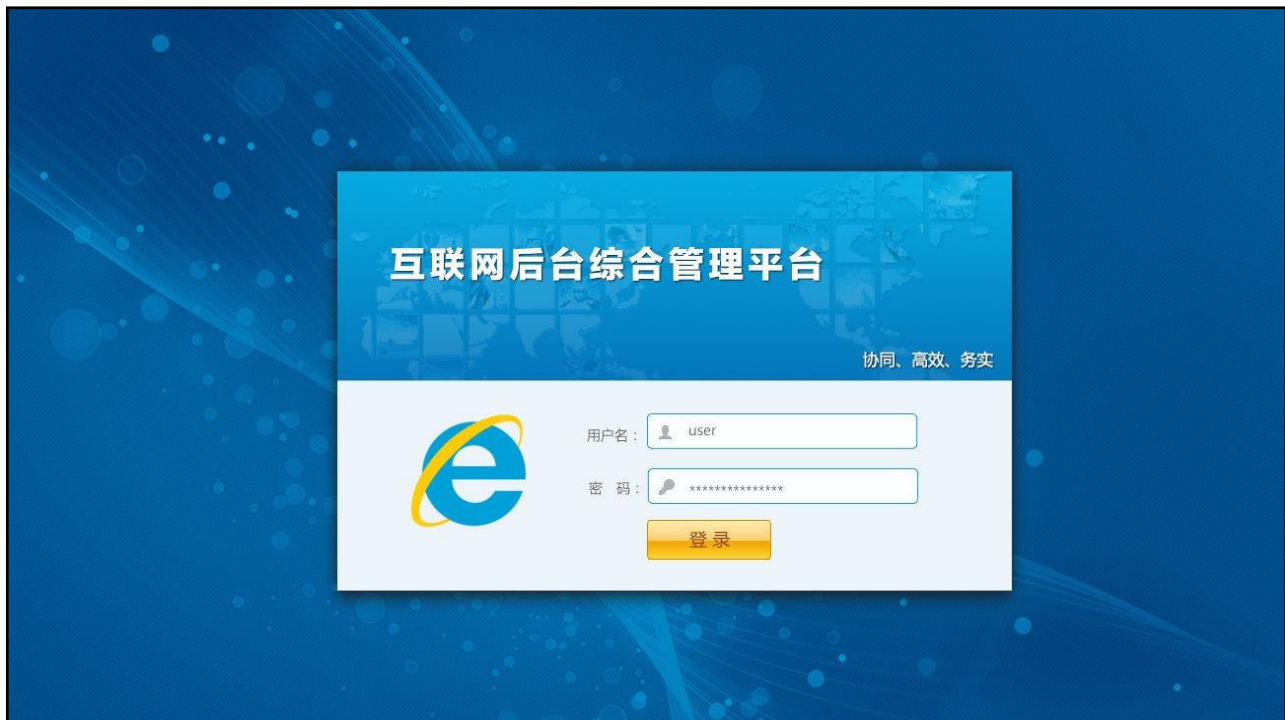 互联网后台综合管理平台
协同、高效、务实
用户名： user
密 码： ***************
登 录